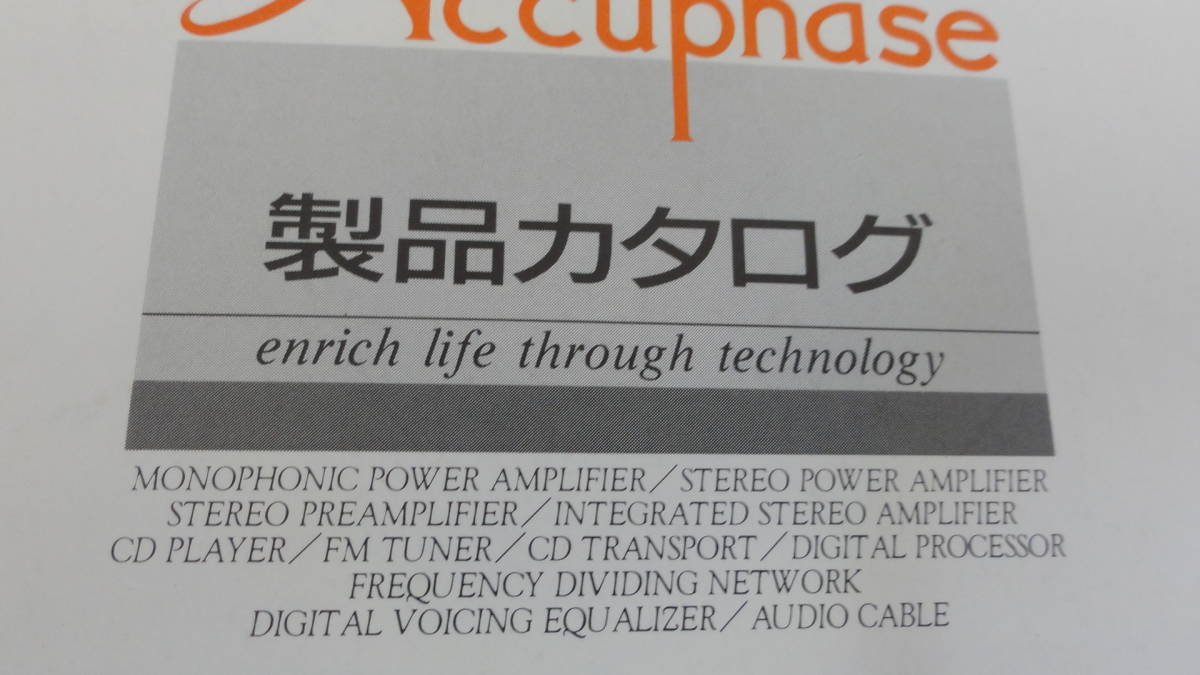 Accuphase
製品カタログ
enrich life through technology
MONOPHONIC POWER AMPLIFIER/STEREO POWER AMPLIFIER
STEREO PREAMPLIFIER/INTEGRATED STEREO AMPLIFIER
CD PLAYER/FM TUNER/CD TRANSPORT/DIGITAL PROCESSOR
FREQUENCY DIVIDING NETWORK
DIGITAL VOICING EQUALIZER/AUDIO CABLE